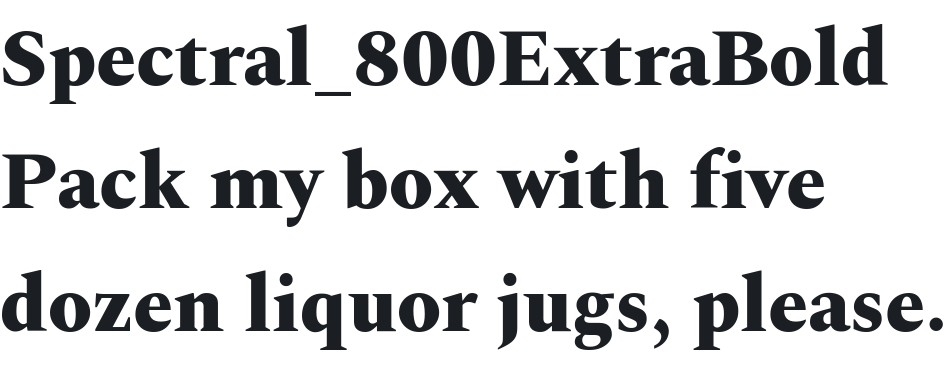 Spectral_800ExtraBold
Pack my box with five
dozen liquor jugs, please.